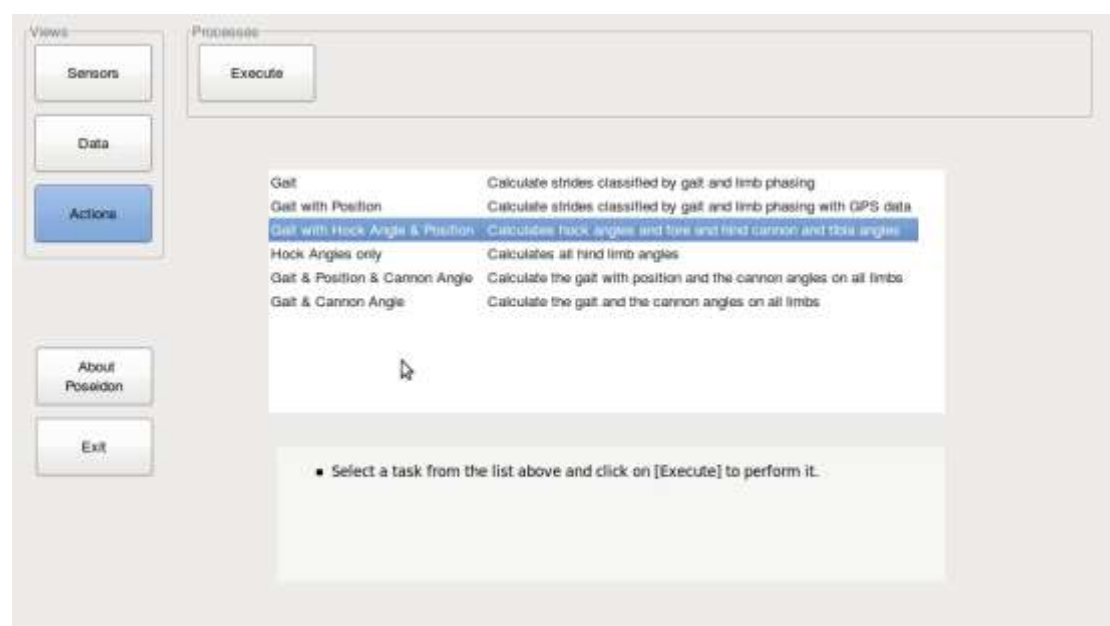 Views
Processes
Sensors
Execute
Data
Actions
Gait Calculate strides classified by gait and limb phasing
Gait with Position Calculate strides classified by gait and limb phasing with GPS data
Gait with Hock Angle & Position Calculates hock angles and fore and hind cannon and tibia angles
Hock Angles only Calculates all hind limb angles
Gait & Position & Cannon Angle Calculate the gait with position and the cannon angles on all limbs
Gait & Cannon Angle Calculate the gait and the cannon angles on all limbs
About
Poseidon
Exit
▪ Select a task from the list above and click on [Execute] to perform it.